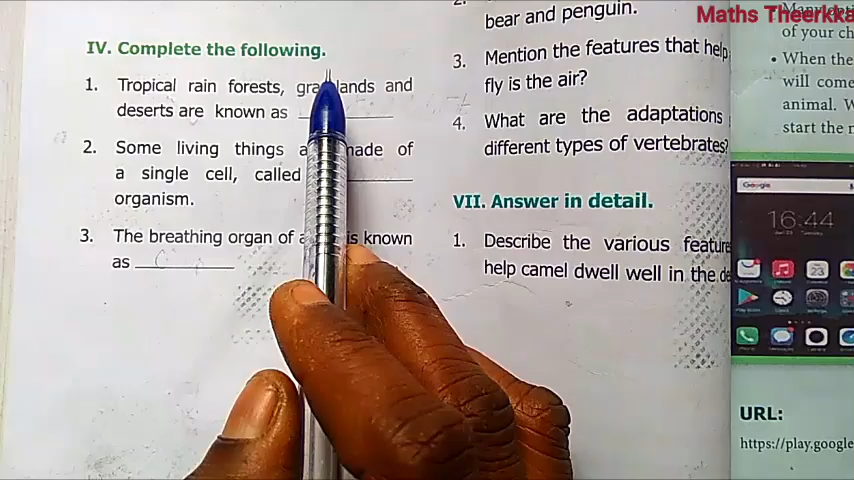 Maths Theerkka
IV. Complete the following.
1. Tropical rain forests, and
deserts are known as
2. Some living things made of
a single cell, called
organism.
3. The breathing organ of is known
as
bear and penguin.
3. Mention the features that help
fly is the air?
4. What are the adaptations
different types of vertebrates?
VII. Answer in detail.
1. Describe the various feature
help camel dwell well in the de
of your ch
• When the
will come
animal. W
start the
Google
16:44
URL:
https://play.google